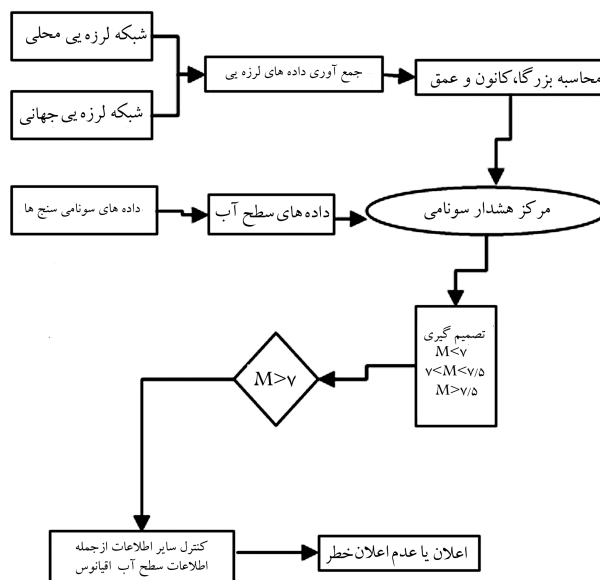 شبکه لرزه یی محلی
شبکه لرزه یی جهانی
جمع آوری داده های لرزه یی
محاسبه بزرگا،کانون و عمق
داده های سونامی سنج ها
داده های سطح آب
مرکز هشدار سونامی
تصمیم گیری
M<۷
۷<M<۷/۵
M>۷/۵
M>۷
کنترل سایر اطلاعات ازجمله
اطلاعات سطح آب اقیانوس
اعلان یا عدم اعلان خطر